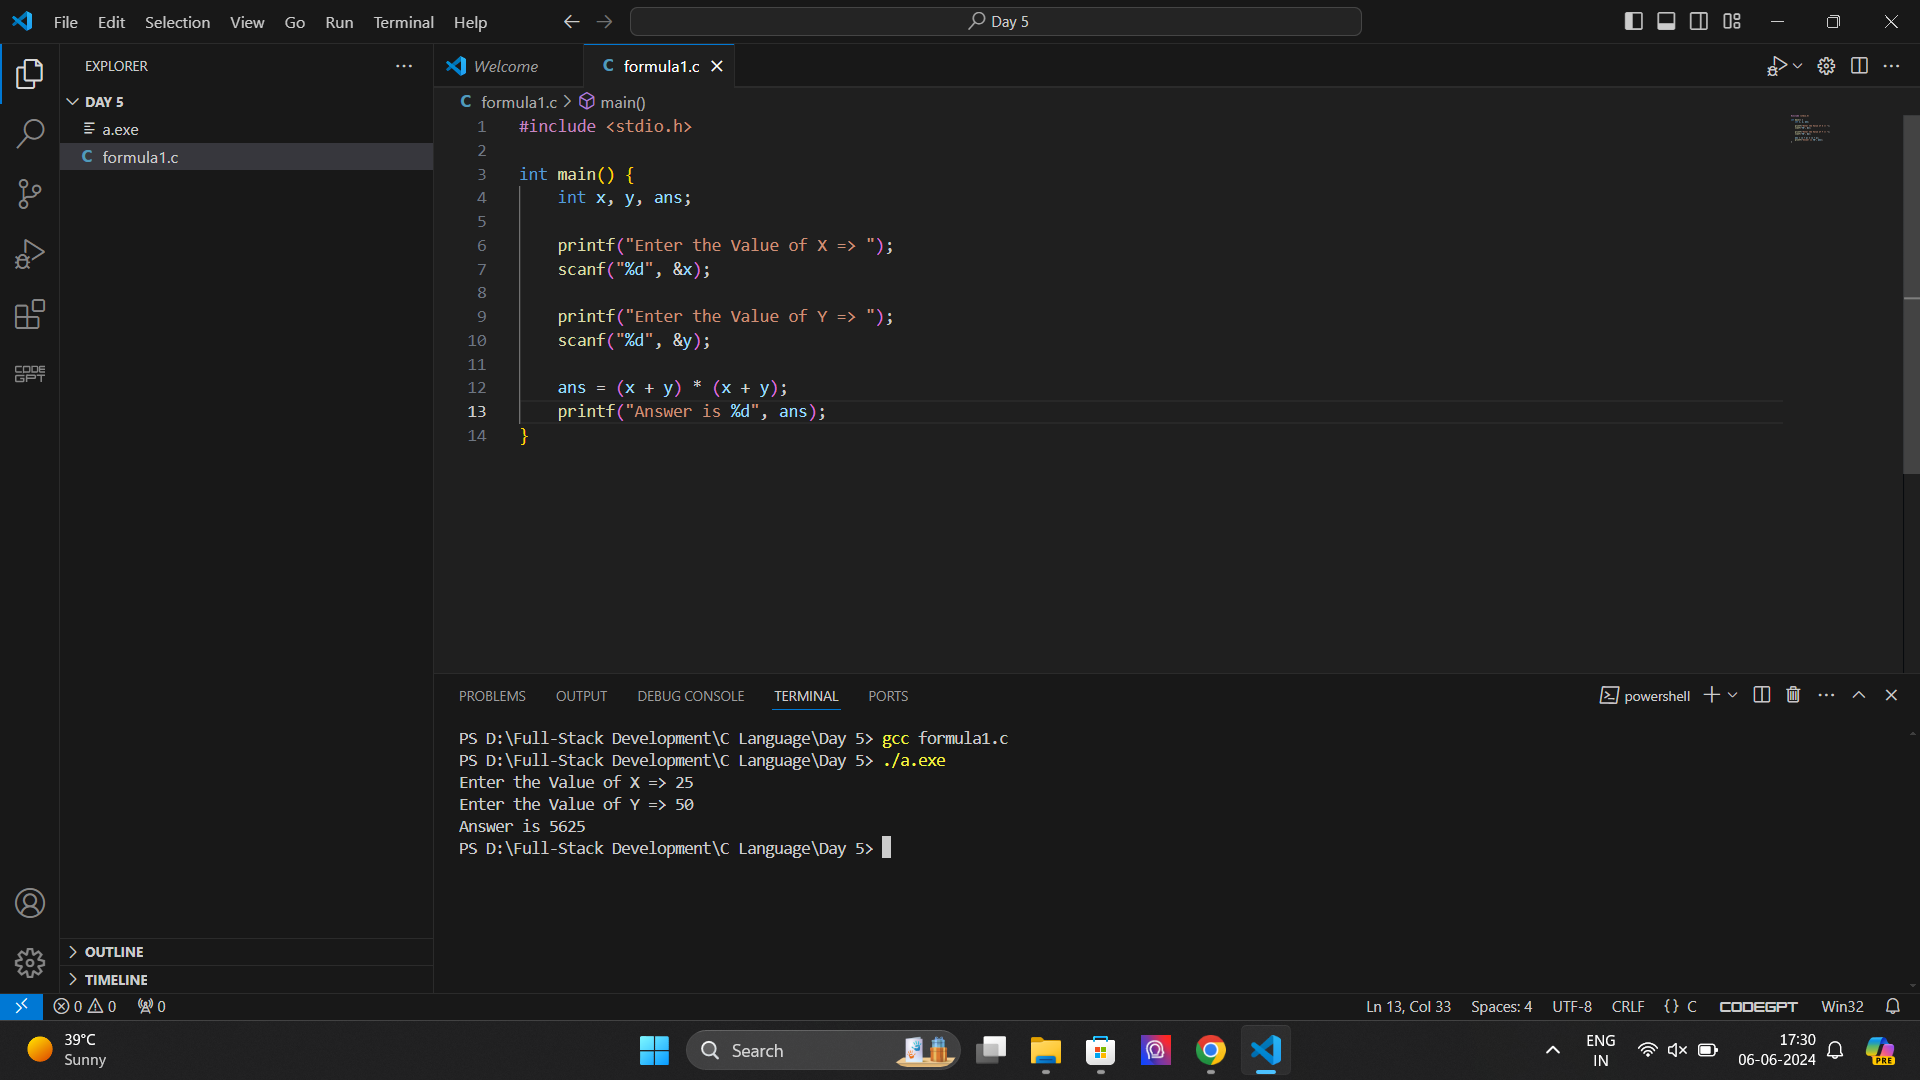 File Edit Selection View Go Run Terminal Help
Day 5
EXPLORER
DAY 5
a.exe
C formula1.c
Welcome
C formula1.c
C formula1.c > main()
1 #include <stdio.h>
2
3 int main() {
4 int x, y, ans;
5
6 printf("Enter the Value of X => ");
7 scanf("%d", &x);
8
9 printf("Enter the Value of Y => ");
10 scanf("%d", &y);
11
12 ans = (x + y) * (x + y);
13 printf("Answer is %d", ans);
14 }
CODE
GPT
PROBLEMS OUTPUT DEBUG CONSOLE TERMINAL PORTS
powershell
PS D:\Full-Stack Development\C Language\Day 5> gcc formula1.c
PS D:\Full-Stack Development\C Language\Day 5> ./a.exe
Enter the Value of X => 25
Enter the Value of Y => 50
Answer is 5625
PS D:\Full-Stack Development\C Language\Day 5>
OUTLINE
TIMELINE
0 0 0
Ln 13, Col 33 Spaces: 4 UTF-8 CRLF {} C CODEGPT Win32
39°C
Sunny
Search
ENG
IN
17:30
06-06-2024
PRE